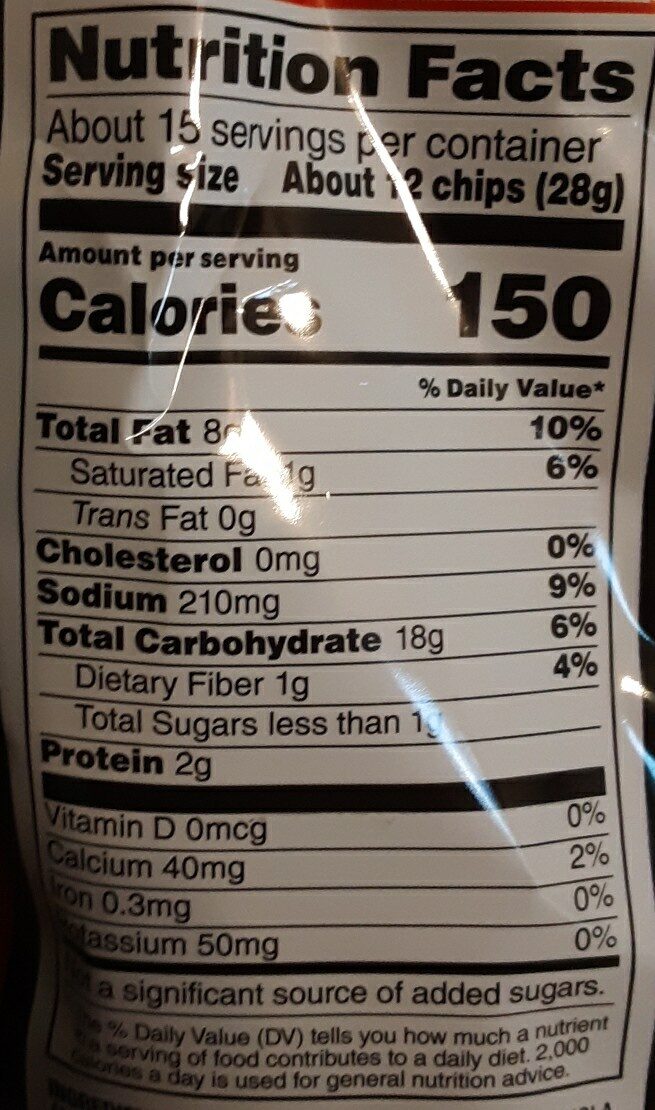 Nutrition Facts
About 15 servings per container
Serving size About 12 chips (28g)
Amount per serving
Calories 150
% Daily Value*
Total Fat 8g 10%
Saturated Fat 1g 6%
Trans Fat 0g
Cholesterol 0mg 0%
Sodium 210mg 9%
Total Carbohydrate 18g 6%
Dietary Fiber 1g 4%
Total Sugars less than 1g
Protein 2g
Vitamin D 0mcg 0%
Calcium 40mg 2%
Iron 0.3mg 0%
Potassium 50mg 0%
Not a significant source of added sugars.
% Daily Value (DV) tells you how much a nutrient
a serving of food contributes to a daily diet. 2,000
calories a day is used for general nutrition advice.